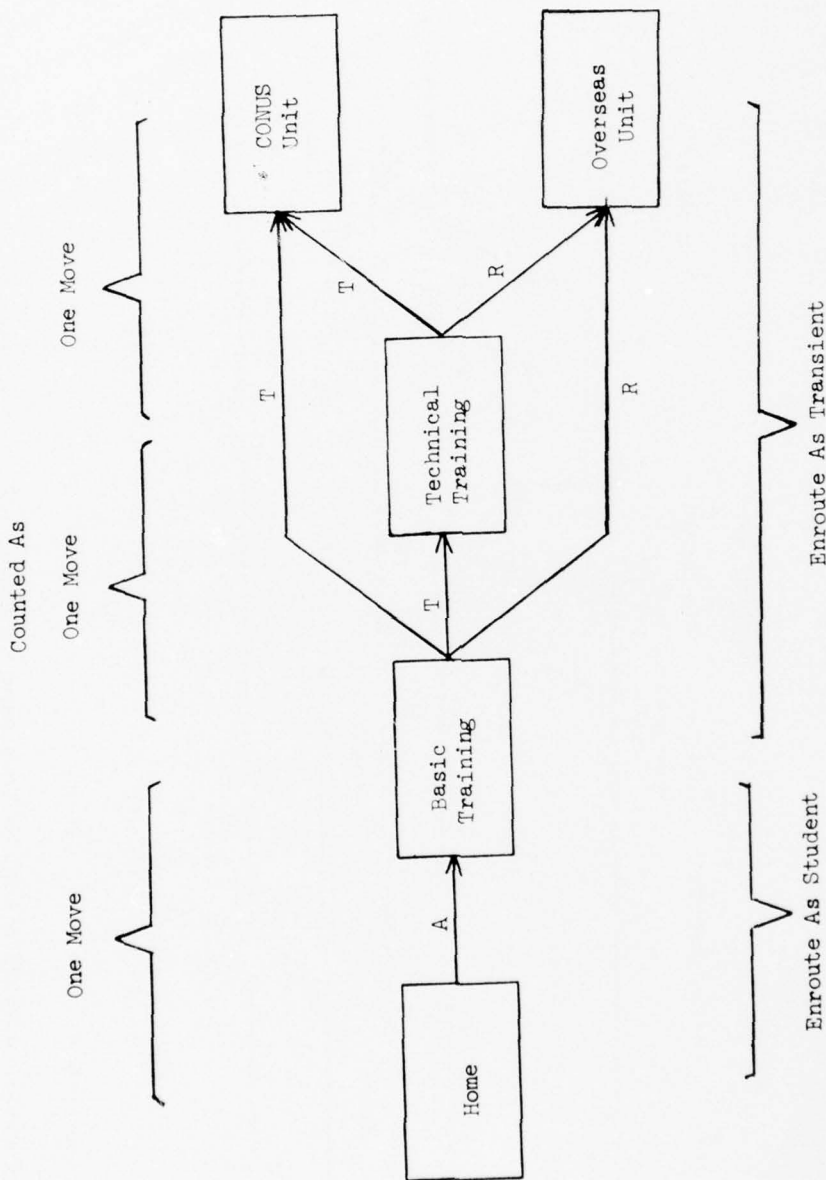 Counted As
One Move
One Move
One Move
CONUS
Unit
T
T
Technical
Training
Basic
Training
Home
A
T
R
R
Overseas
Unit
Enroute As Student
Enroute As Transient